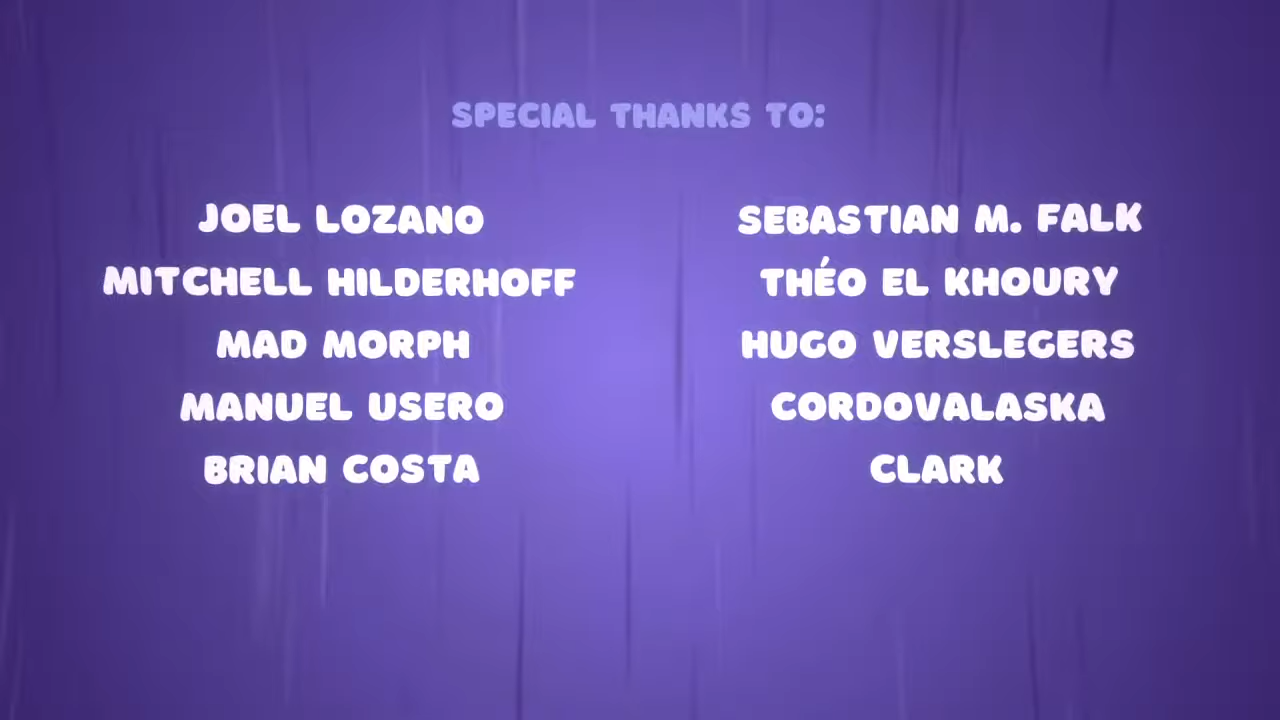 SPECIAL THANKS TO:
JOEL LOZANO
MITCHELL HILDERHOFF
MAD MORPH
MANUEL USERO
BRIAN COSTA
SEBASTIAN M. FALK
THÉO EL KHOURY
HUGO VERSLEGERS
CORDOVALASKA
CLARK